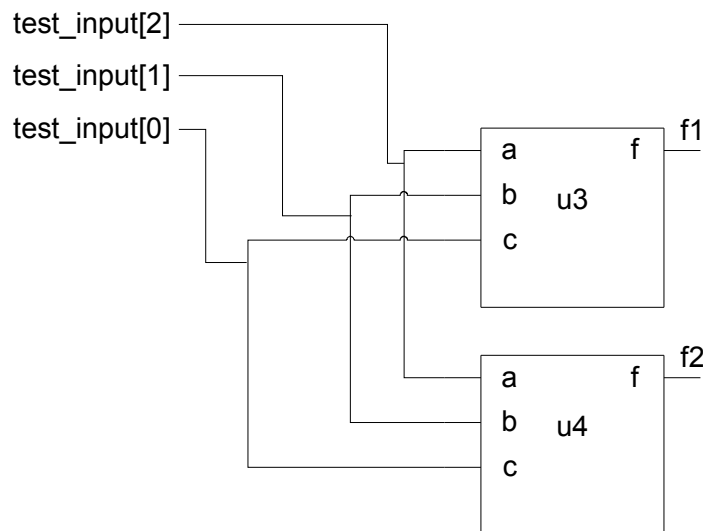 test_input[2]
test_input[1]
test_input[0]
f1
a f
b
u3
c
f2
a f
b
u4
c